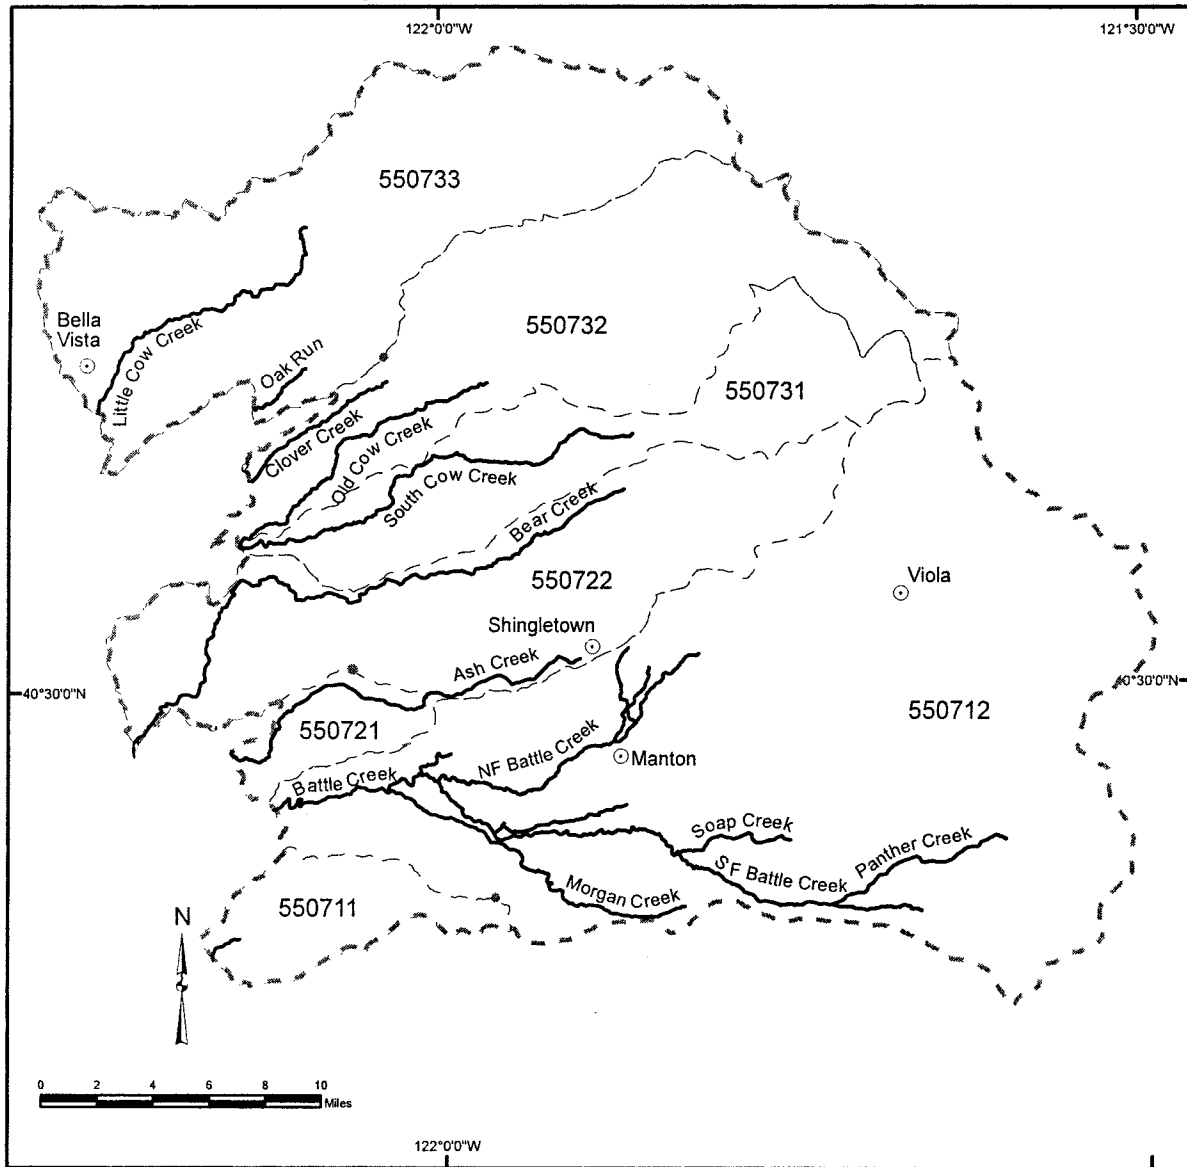 122°0'0"W
121°30'0"W
550733
Bella
Vista
Little Cow Creek
Oak Run
550732
550731
Clover Creek
Old Cow Creek
South Cow Creek
Bear Creek
550722
Viola
Shingletown
Ash Creek
40°30'0"N
0°30'0"N
550721
550712
NF Battle Creek
Manton
Battle Creek
Soap Creek
Panther Creek
SF Battle Creek
Morgan Creek
550711
N
0 2 4 6 8 10
Miles
122°0'0"W